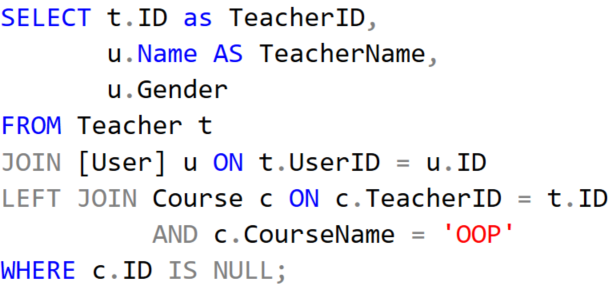 SELECT t.ID as TeacherID,
u.Name AS TeacherName,
u.Gender
FROM Teacher t
JOIN [User] u ON t.UserID = u.ID
LEFT JOIN Course c ON c.TeacherID = t.ID
AND c.CourseName = 'OOP'
WHERE c.ID IS NULL;